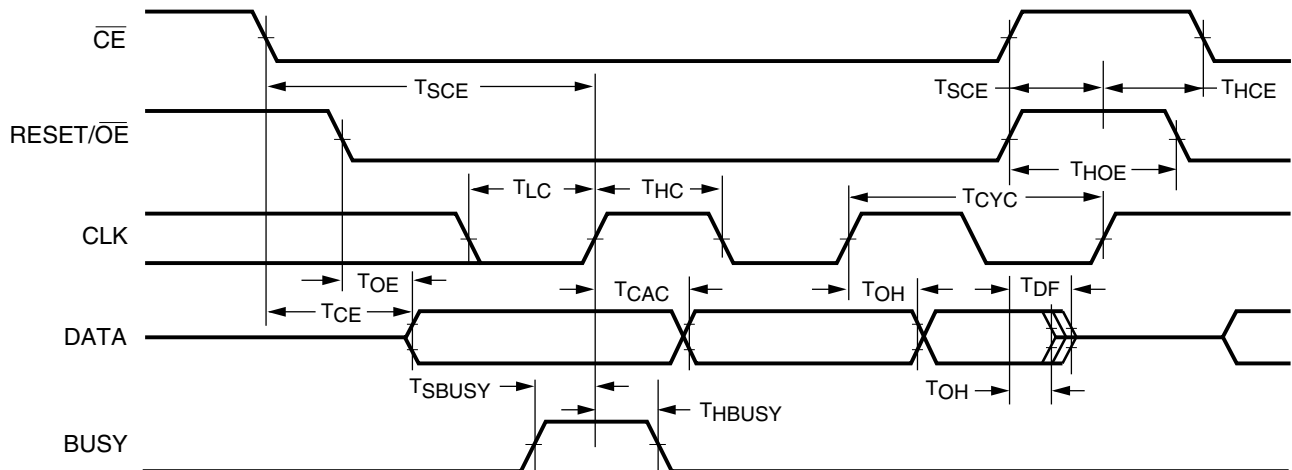 CE
TSCE
TSCE
THCE
RESET/OE
TLC
THC
THOE
TCYC
CLK
TOE
TCAC
TOH
TDF
TCE
DATA
TSBUSY
THBUSY
TOH
BUSY